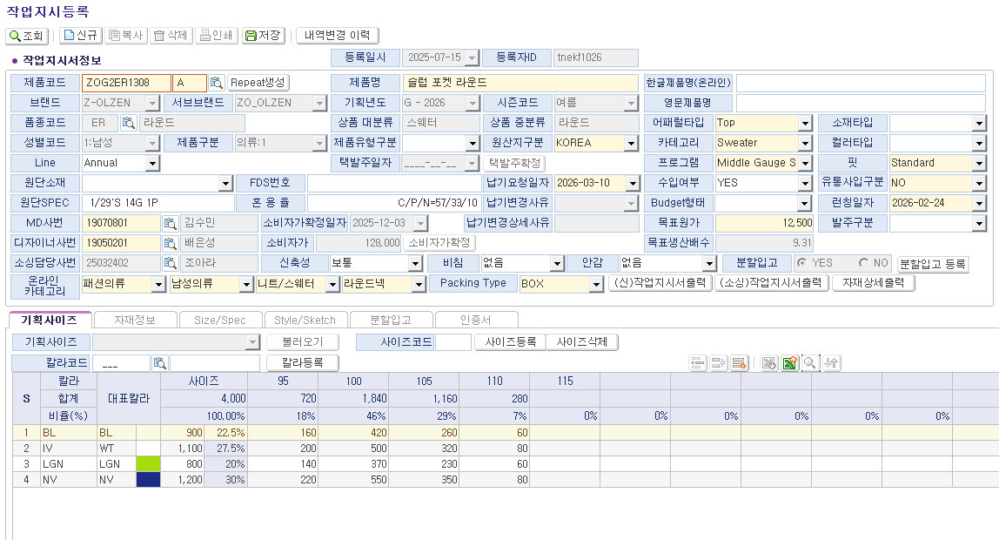 작업지시등록
조회 신규 복사 삭제 인쇄 저장 내역변경 이력
작업지시서정보 등록일시 2025-07-15 등록자ID tnekf1026
제품코드 ZOG2ER1308 A Repeat생성 제품명 슬럽 포켓 라운드 한글제품명(온라인)
브랜드 Z-OLZEN 서브브랜드 ZO_OLZEN 기획년도 G - 2026 시즌코드 여름 영문제품명
품종코드 ER 라운드 상품 대분류 스웨터 상품 중분류 라운드 어패럴타입 Top 소재타입
성별코드 1:남성 제품구분 의류:1 제품유형구분 원산지구분 KOREA 카테고리 Sweater 컬러타입
Line Annual 택발주일자 ____-__-__ 택발주확정 프로그램 Middle Gauge S 핏 Standard
원단소재 FDS번호 납기요청일자 2026-03-10 수입여부 YES 유통사입구분 NO
원단SPEC 1/29'S 14G 1P 혼 용 율 C/P/N=57/33/10 납기변경사유 Budget형태 런칭일자 2026-02-24
MD사번 19070801 김수민 소비자가확정일자 2025-12-03 납기변경상세사유 목표원가 12,500 발주구분
디자이너사번 19050201 배은성 소비자가 128,000 소비자가확정 목표생산배수 9.31
소싱담당사번 25032402 조아라 신축성 보통 비침 없음 안감 없음 분할입고 YES NO 분할입고 등록
온라인
카테고리 패션의류 남성의류 니트/스웨터 라운드넥 Packing Type BOX (신)작업지시서출력 (소싱)작업지시서출력 자재상세출력
기획사이즈 자재정보 Size/Spec Style/Sketch 분할입고 인증서
기획사이즈 불러오기 사이즈코드 사이즈등록 사이즈삭제
칼라코드 ___ 칼라등록
S 칼라 대표칼라 사이즈 95 100 105 110 115
합계 4,000 720 1,840 1,160 280
비율(%) 100.00% 18% 46% 29% 7% 0% 0% 0% 0% 0% 0%
1 BL BL 900 22.5% 160 420 260 60
2 IV WT 1,100 27.5% 200 500 320 80
3 LGN LGN 800 20% 140 370 230 60
4 NV NV 1,200 30% 220 550 350 80